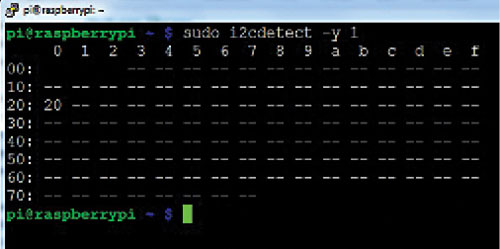 pi@raspberrypi: ~
pi@raspberrypi ~ $ sudo i2cdetect -y 1
     0  1  2  3  4  5  6  7  8  9  a  b  c  d  e  f
00:          -- -- -- -- -- -- -- -- -- -- -- -- --
10: -- -- -- -- -- -- -- -- -- -- -- -- -- -- -- --
20: 20 -- -- -- -- -- -- -- -- -- -- -- -- -- -- --
30: -- -- -- -- -- -- -- -- -- -- -- -- -- -- -- --
40: -- -- -- -- -- -- -- -- -- -- -- -- -- -- -- --
50: -- -- -- -- -- -- -- -- -- -- -- -- -- -- -- --
60: -- -- -- -- -- -- -- -- -- -- -- -- -- -- -- --
70: -- -- -- -- -- -- -- --
pi@raspberrypi ~ $